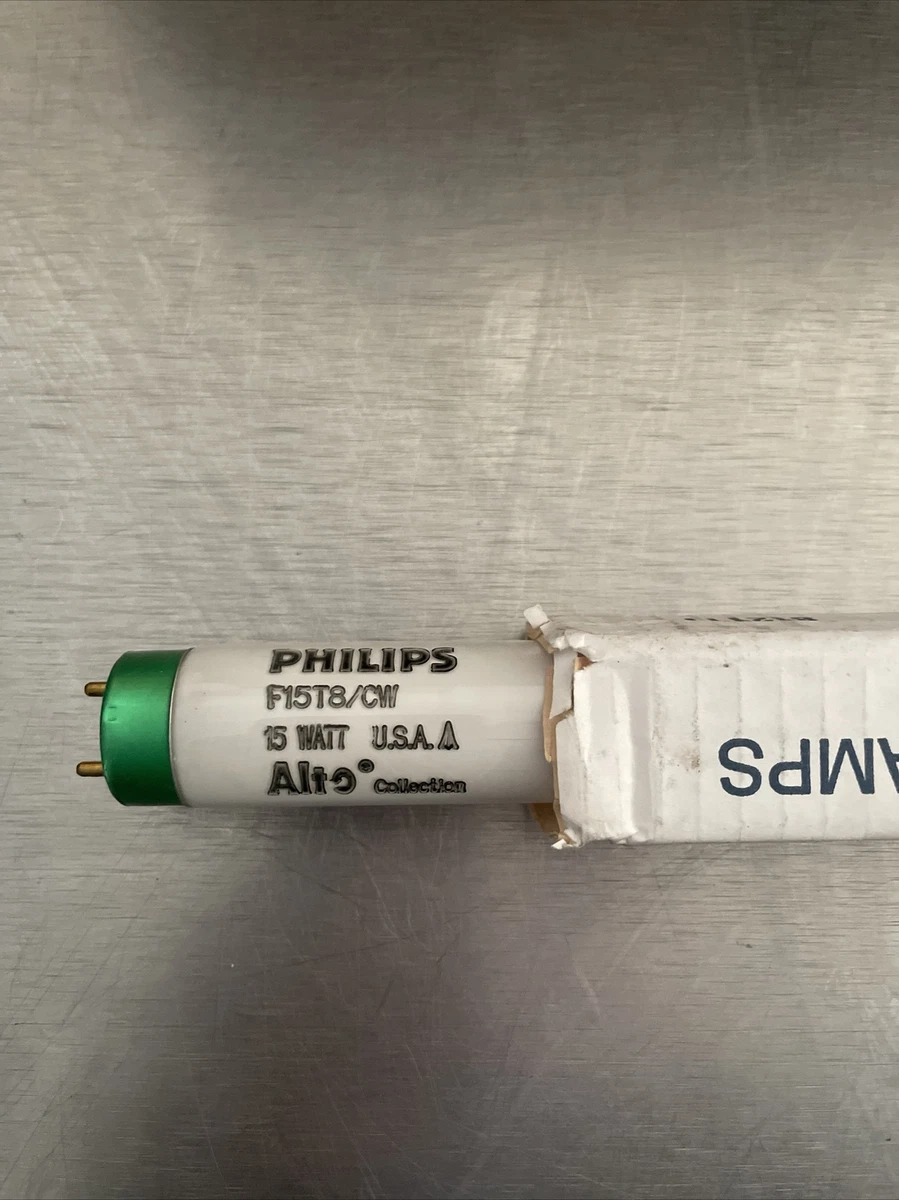 PHILIPS
F15T8/CW
15 WATT U.S.A.
Alto® Collection
AMPS